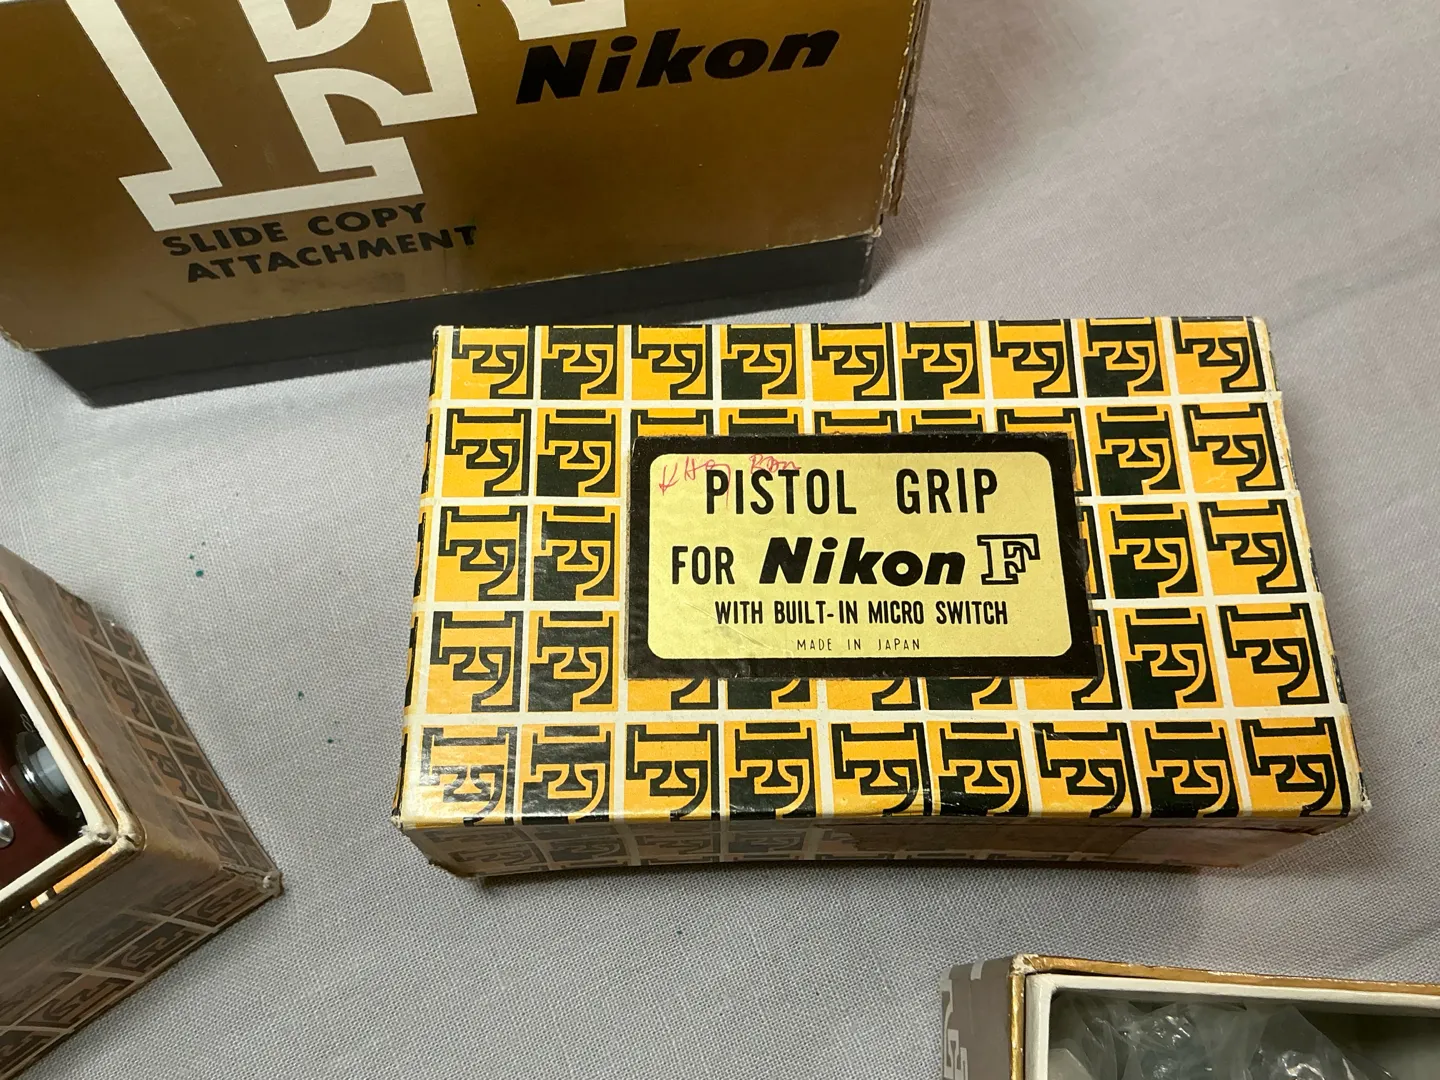 F Nikon
SLIDE COPY
ATTACHMENT
PISTOL GRIP
FOR Nikon F
WITH BUILT-IN MICRO SWITCH
MADE IN JAPAN